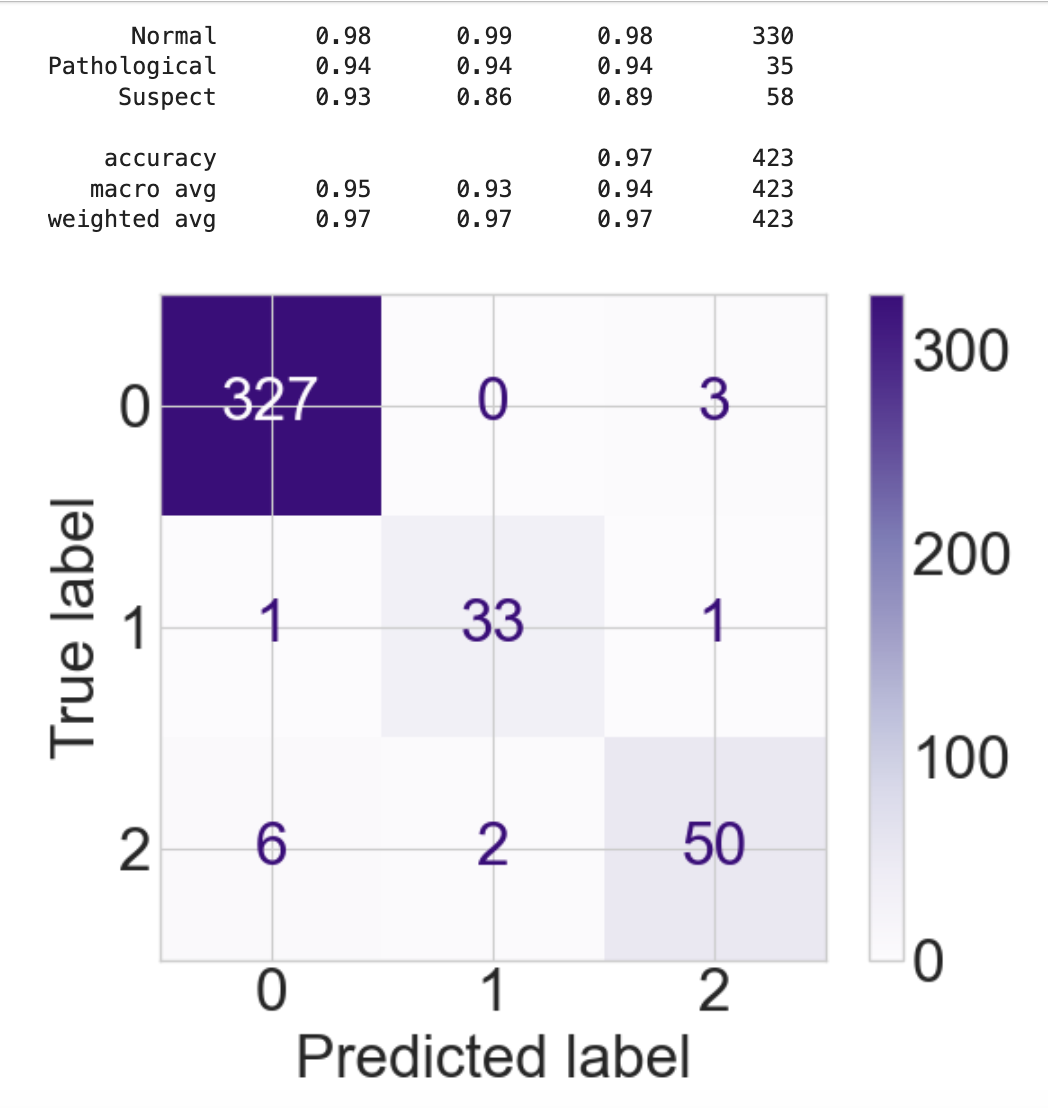 Normal 0.98 0.99 0.98 330
Pathological 0.94 0.94 0.94 35
Suspect 0.93 0.86 0.89 58
accuracy 0.97 423
macro avg 0.95 0.93 0.94 423
weighted avg 0.97 0.97 0.97 423
True label
0 327 0 3
1 1 33 1
2 6 2 50
0 1 2
Predicted label
300
200
100
0